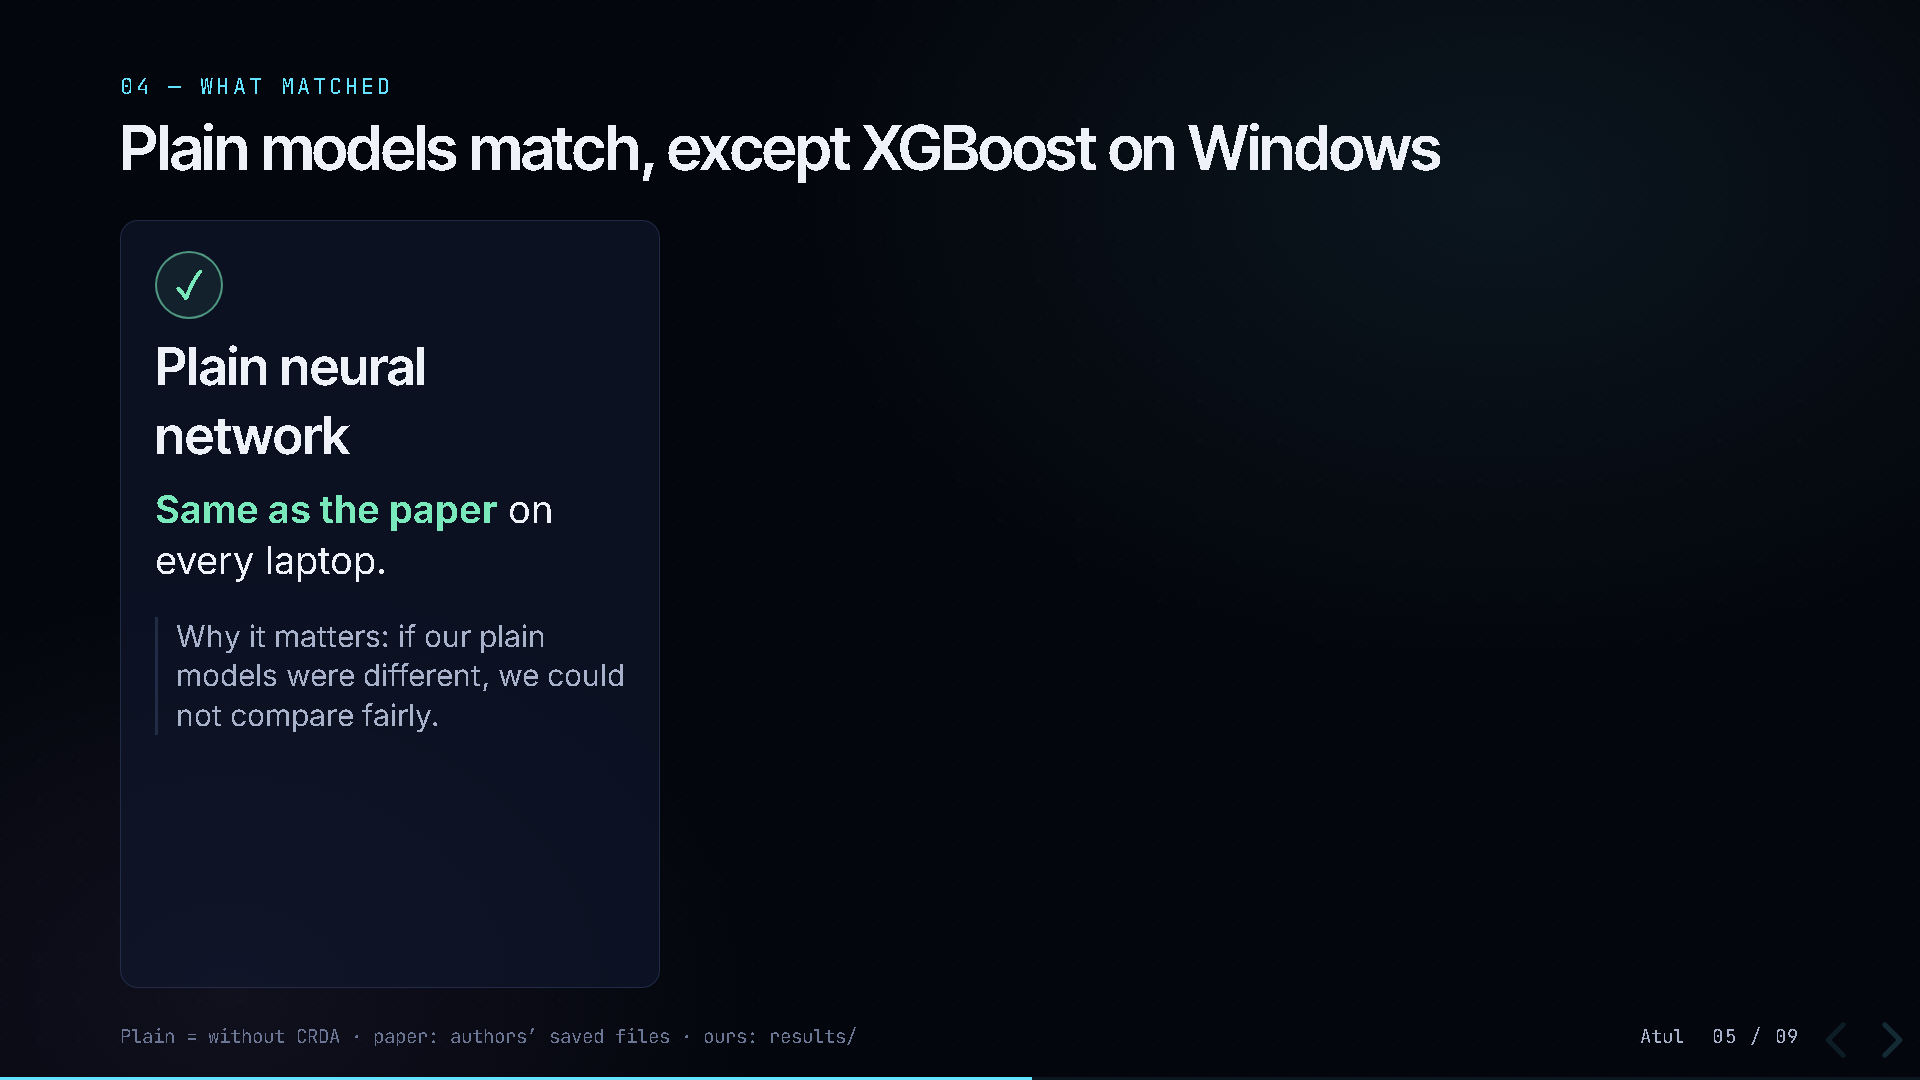 04 — WHAT MATCHED
Plain models match, except XGBoost on Windows
✓
Plain neural
network
Same as the paper on
every laptop.
Why it matters: if our plain
models were different, we could
not compare fairly.
Plain = without CRDA · paper: authors’ saved files · ours: results/
Atul 05 / 09